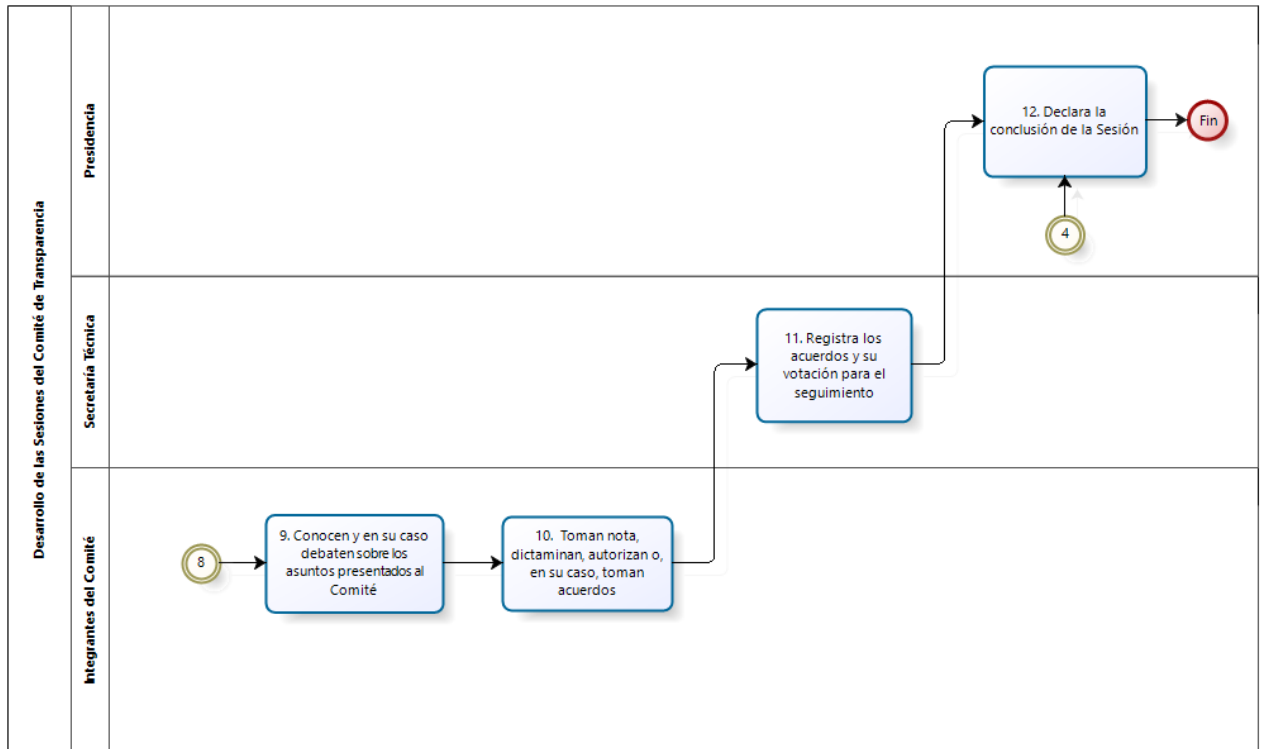 Desarrollo de las Sesiones del Comité de Transparencia
Presidencia
12. Declara la
conclusión de la Sesión
Fin
4
Secretaría Técnica
11. Registra los
acuerdos y su
votación para el
seguimiento
Integrantes del Comité
8
9. Conocen y en su caso
debaten sobre los
asuntos presentados al
Comité
10. Toman nota,
dictaminan, autorizan o,
en su caso, toman
acuerdos